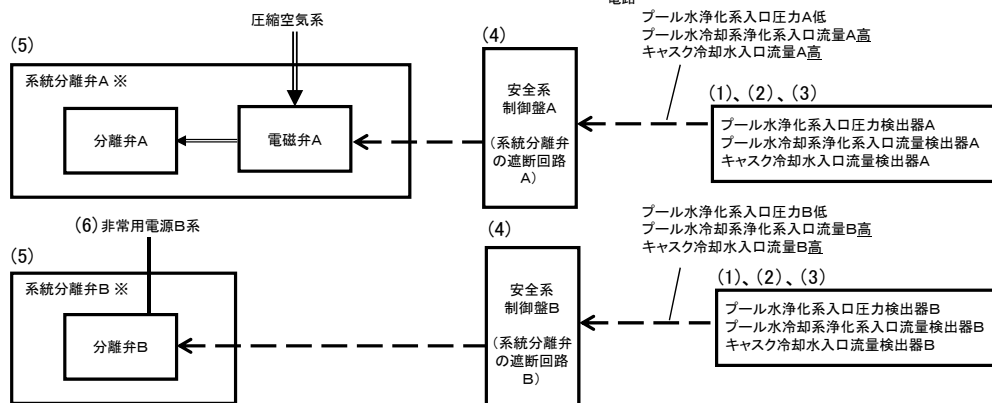 電路
圧縮空気系
プール水浄化系入口圧力A低
プール水冷却系浄化系入口流量A高
キャスク冷却水入口流量A高
(5)
(4)
系統分離弁A ※
分離弁A
電磁弁A
安全系
制御盤A
(系統分離弁
の遮断回路
A)
(1)、(2)、(3)
プール水浄化系入口圧力検出器A
プール水冷却系浄化系入口流量検出器A
キャスク冷却水入口流量検出器A
(6) 非常用電源B系
プール水浄化系入口圧力B低
プール水冷却系浄化系入口流量B高
キャスク冷却水入口流量B高
(5)
(4)
系統分離弁B ※
分離弁B
安全系
制御盤B
(系統分離弁
の遮断回路
B)
(1)、(2)、(3)
プール水浄化系入口圧力検出器B
プール水冷却系浄化系入口流量検出器B
キャスク冷却水入口流量検出器B